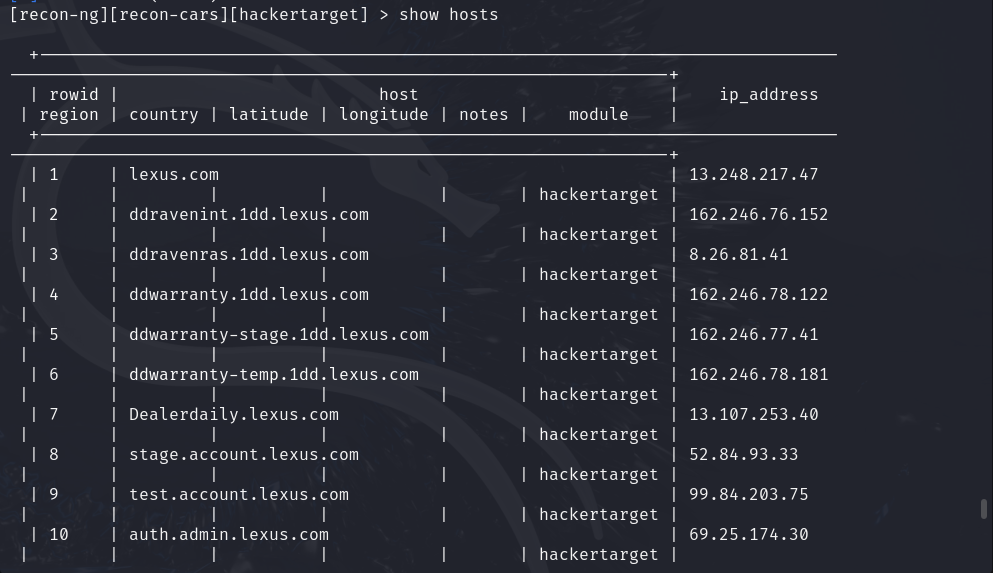 [recon-ng][recon-cars][hackertarget] > show hosts
+---------------------------------------------------------------------------------
-------------------------------------------------------------------+
| rowid |                          host                         |    ip_address
| region | country | latitude | longitude | notes |    module    |
+---------------------------------------------------------------------------------
-------------------------------------------------------------------+
| 1     | lexus.com                                             | 13.248.217.47
|        |         |          |           |       | hackertarget |
| 2     | ddravenint.1dd.lexus.com                              | 162.246.76.152
|        |         |          |           |       | hackertarget |
| 3     | ddravenras.1dd.lexus.com                              | 8.26.81.41
|        |         |          |           |       | hackertarget |
| 4     | ddwarranty.1dd.lexus.com                              | 162.246.78.122
|        |         |          |           |       | hackertarget |
| 5     | ddwarranty-stage.1dd.lexus.com                        | 162.246.77.41
|        |         |          |           |       | hackertarget |
| 6     | ddwarranty-temp.1dd.lexus.com                         | 162.246.78.181
|        |         |          |           |       | hackertarget |
| 7     | Dealerdaily.lexus.com                                 | 13.107.253.40
|        |         |          |           |       | hackertarget |
| 8     | stage.account.lexus.com                               | 52.84.93.33
|        |         |          |           |       | hackertarget |
| 9     | test.account.lexus.com                                | 99.84.203.75
|        |         |          |           |       | hackertarget |
| 10    | auth.admin.lexus.com                                  | 69.25.174.30
|        |         |          |           |       | hackertarget |